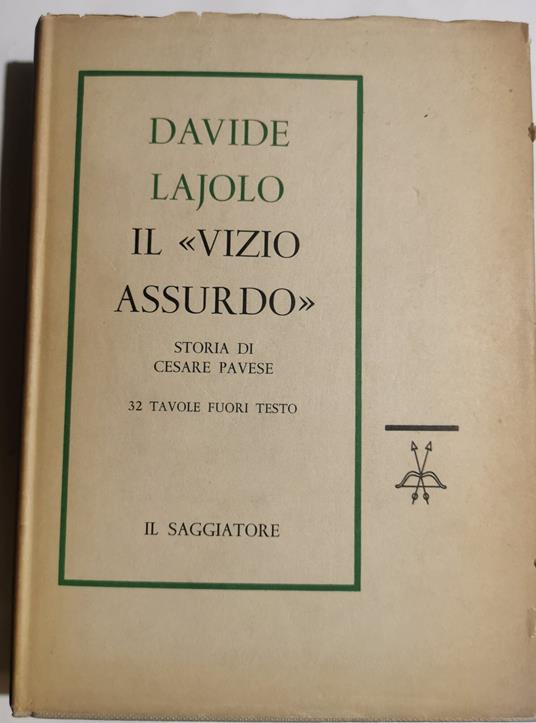 DAVIDE
LAJOLO
IL «VIZIO
ASSURDO»
STORIA DI
CESARE PAVESE
32 TAVOLE FUORI TESTO
IL SAGGIATORE